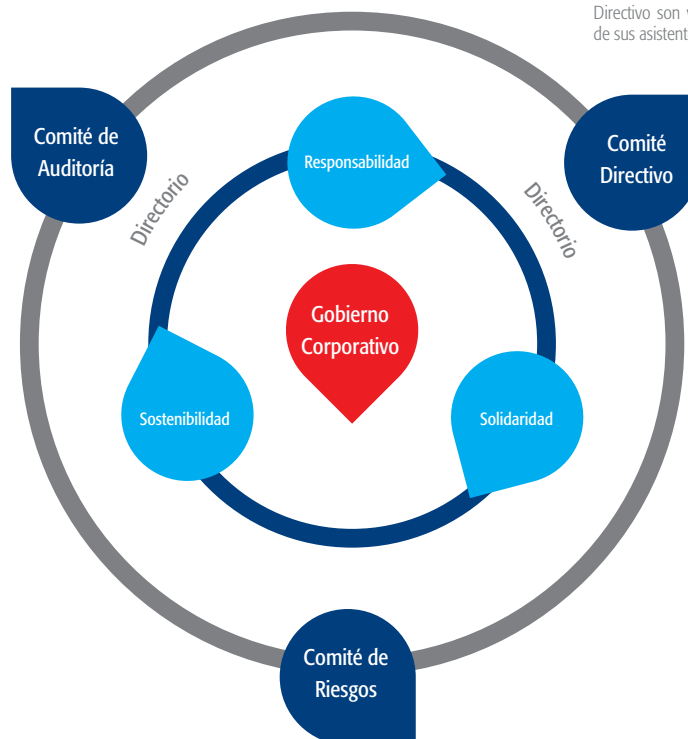 Directivo son
de sus asistent
Comité de
Auditoría
Comité
Directivo
Responsabilidad
Directorio
Directorio
Gobierno
Corporativo
Sostenibilidad
Solidaridad
Comité de
Riesgos